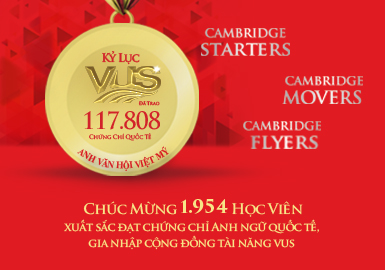 KỶ LỤC
VUS
ĐÃ TRAO
117.808
CHỨNG CHỈ QUỐC TẾ
ANH VĂN HỘI VIỆT MỸ
CAMBRIDGE
STARTERS
CAMBRIDGE
MOVERS
CAMBRIDGE
FLYERS
CHÚC MỪNG 1.954 HỌC VIÊN
XUẤT SẮC ĐẠT CHỨNG CHỈ ANH NGỮ QUỐC TẾ,
GIA NHẬP CỘNG ĐỒNG TÀI NĂNG VUS